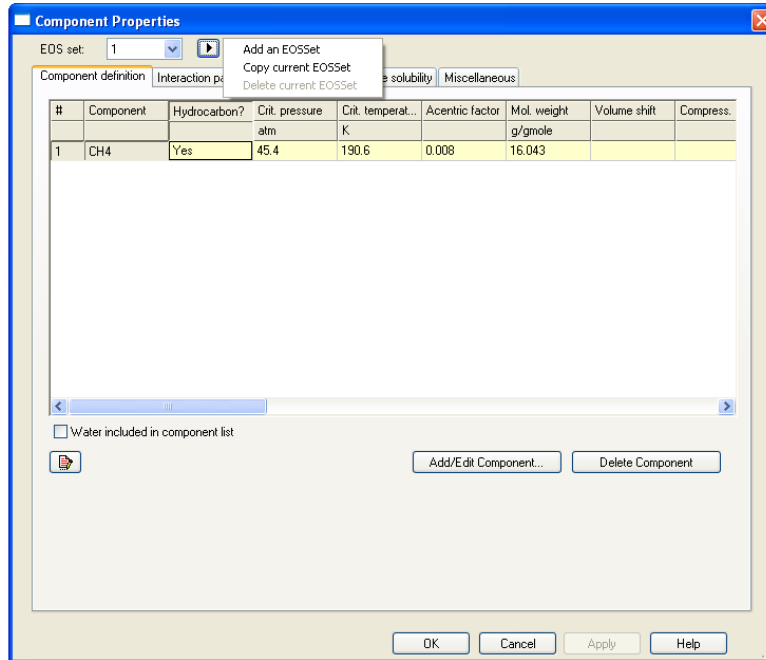 Component Properties
EOS set: 1 Add an EOSSet
Copy current EOSSet
Delete current EOSSet
Component definition Interaction pa solubility Miscellaneous
# Component Hydrocarbon? Crit. pressure Crit. temperat... Acentric factor Mol. weight Volume shift Compress.
atm K g/gmole
1 CH4 Yes 45.4 190.6 0.008 16.043
Water included in component list
Add/Edit Component... Delete Component
OK Cancel Apply Help